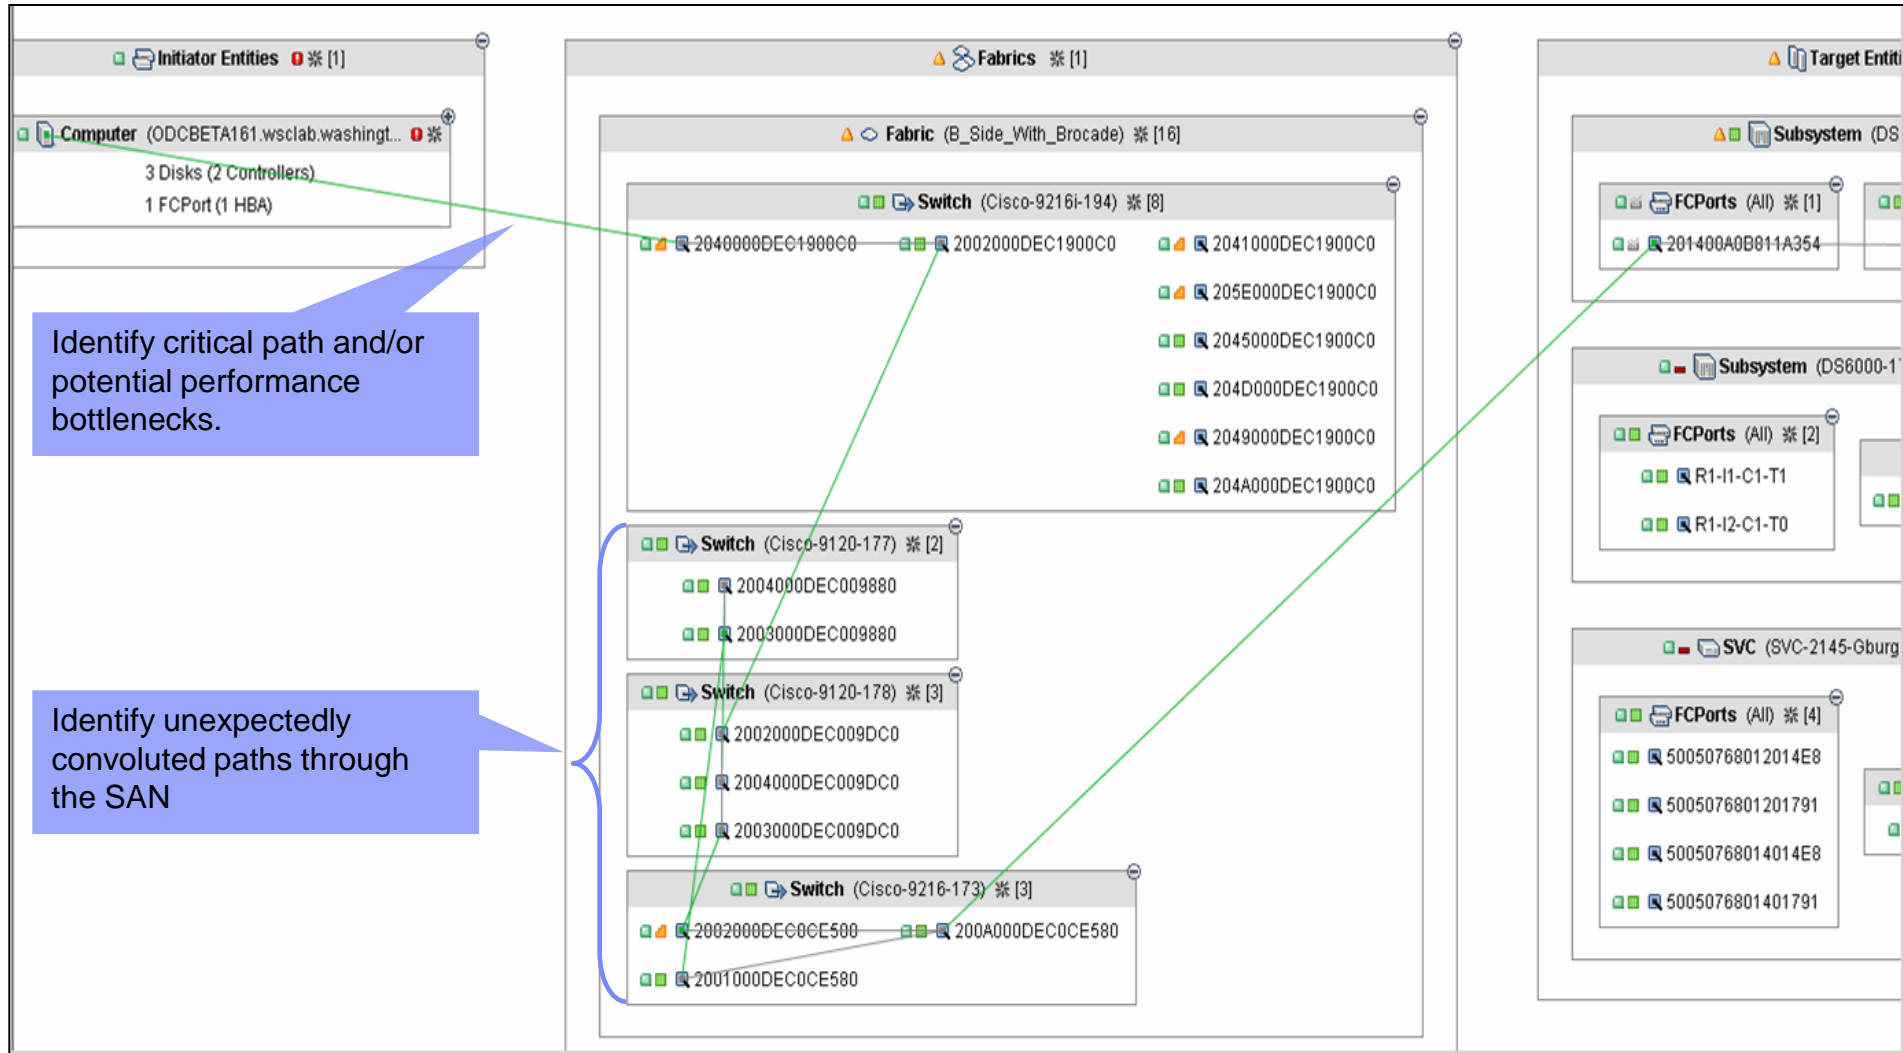 Initiator Entities [1]
Computer (ODCBETA161.wsclab.washingt...
3 Disks (2 Controllers)
1 FCPort (1 HBA)
Identify critical path and/or
potential performance
bottlenecks.
Identify unexpectedly
convoluted paths through
the SAN
Fabrics [1]
Fabric (B_Side_With_Brocade) [16]
Switch (Cisco-9216i-194) [8]
2040000DEC1900C0 2002000DEC1900C0 2041000DEC1900C0
205E000DEC1900C0
2045000DEC1900C0
204D000DEC1900C0
2049000DEC1900C0
204A000DEC1900C0
Switch (Cisco-9120-177) [2]
2004000DEC009880
2003000DEC009880
Switch (Cisco-9120-178) [3]
2002000DEC009DC0
2004000DEC009DC0
2003000DEC009DC0
Switch (Cisco-9216-173) [3]
2002000DEC0CE580 200A000DEC0CE580
2001000DEC0CE580
Target Entiti
Subsystem (DS
FCPorts (All) [1]
201400A0B811A354
Subsystem (DS6000-1
FCPorts (All) [2]
R1-I1-C1-T1
R1-I2-C1-T0
SVC (SVC-2145-Gburg
FCPorts (All) [4]
50050768012014E8
5005076801201791
50050768014014E8
5005076801401791